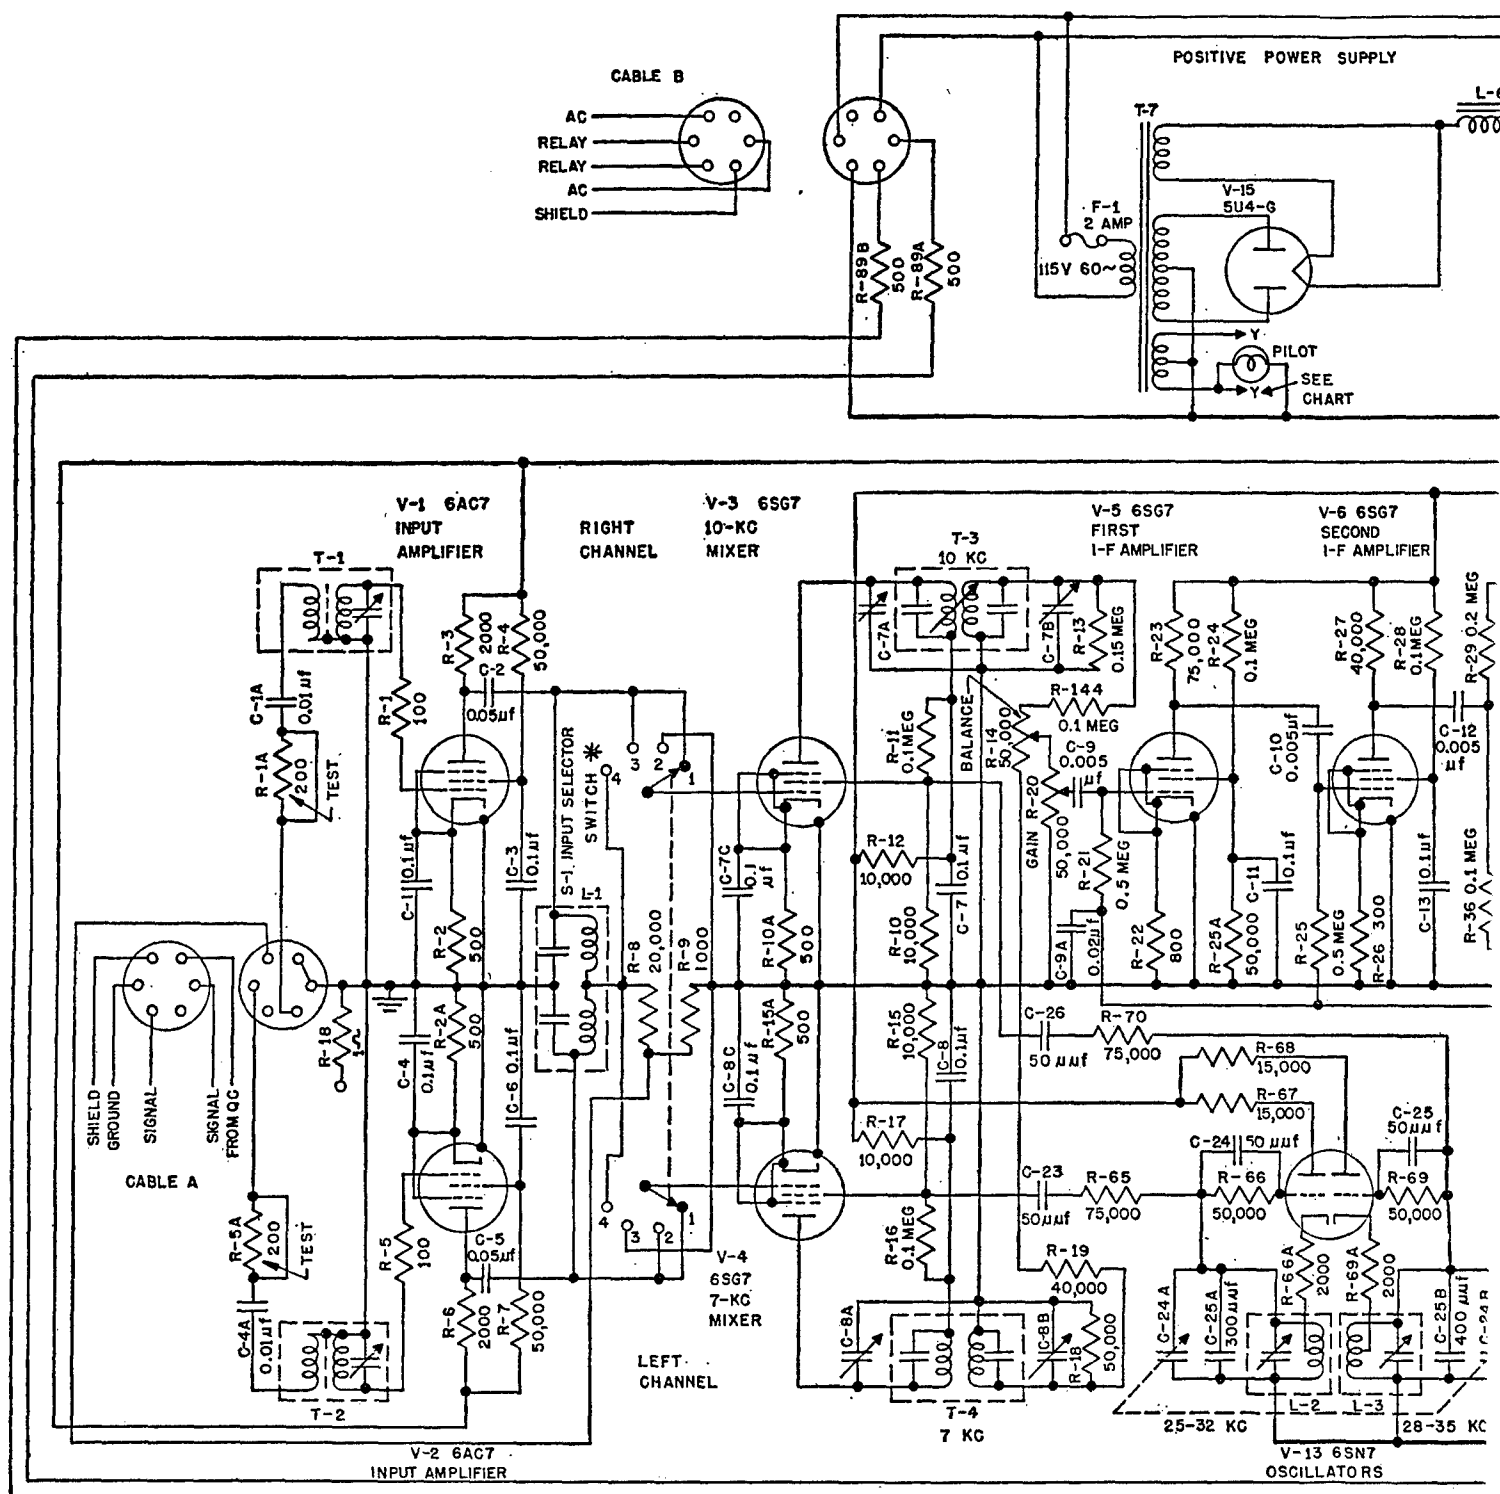 POSITIVE POWER SUPPLY
CABLE B
AC
RELAY
RELAY
AC
SHIELD
R-89B
500
R-89A
500
T-7
V-15
5U4-G
F-1
2 AMP
115V 60~
Y
PILOT
Y
SEE
CHART
V-1 6AC7
INPUT
AMPLIFIER
RIGHT
CHANNEL
V-3 6SG7
10-KC
MIXER
T-3
10 KC
V-5 6SG7
FIRST
I-F AMPLIFIER
V-6 6SG7
SECOND
I-F AMPLIFIER
T-1
C-1A
0.01µf
R-1A
200
TEST
R-1
100
R-3
2000
R-4
50,000
C-2
0.05µf
S-1, INPUT SELECTOR
SWITCH *
3
2
4
1
C-7A
C-7B
R-13
0.15 MEG
R-11
0.1 MEG
BALANCE
R-14
50,000
R-144
0.1 MEG
C-9
0.005
µf
GAIN R-20
50,000
R-21
0.5 MEG
R-23
75,000
R-24
0.1 MEG
C-10
0.005µf
R-27
40,000
R-28
0.1MEG
R-29 0.2 MEG
C-12
0.005
µf
R-36 0.1 MEG
C-1
0.1µf
R-2
500
C-3
0.1µf
L-1
R-8
20,000
R-9
1000
C-7C
0.1
µf
R-10A
500
R-12
10,000
R-10
10,000
C-7
0.1µf
C-9A
0.02µf
R-22
800
R-25A
50,000
C-11
0.1µf
R-25
0.5 MEG
R-26 300
C-13 0.1µf
SHIELD
GROUND
SIGNAL
SIGNAL
FROM QC
CABLE A
R-18
1Ω
C-4
0.1µf
R-2A
500
C-6 0.1µf
C-8C
0.1µf
R-15A
500
R-15
10,000
C-8
0.1µf
C-26
50µµf
R-70
75,000
R-68
15,000
R-67
15,000
R-17
10,000
C-24 50µµf
C-25
50µµf
C-23
50µµf
R-65
75,000
R-66
50,000
R-69
50,000
R-5A
200
TEST
C-4A
0.01µf
T-2
R-5
100
C-5
0.05µf
R-6
2000
R-7
50,000
4
3
2
1
V-4
6SG7
7-KC
MIXER
R-16
0.1 MEG
R-19
40,000
C-8A
C-8B
R-18
50,000
T-4
7 KC
LEFT
CHANNEL
R-66A
2000
R-69A
2000
C-24A
C-25A
300µµf
C-25B
400µµf
L-2
L-3
25-32 KC
28-35 KC
V-13 6SN7
OSCILLATORS
V-2 6AC7
INPUT AMPLIFIER